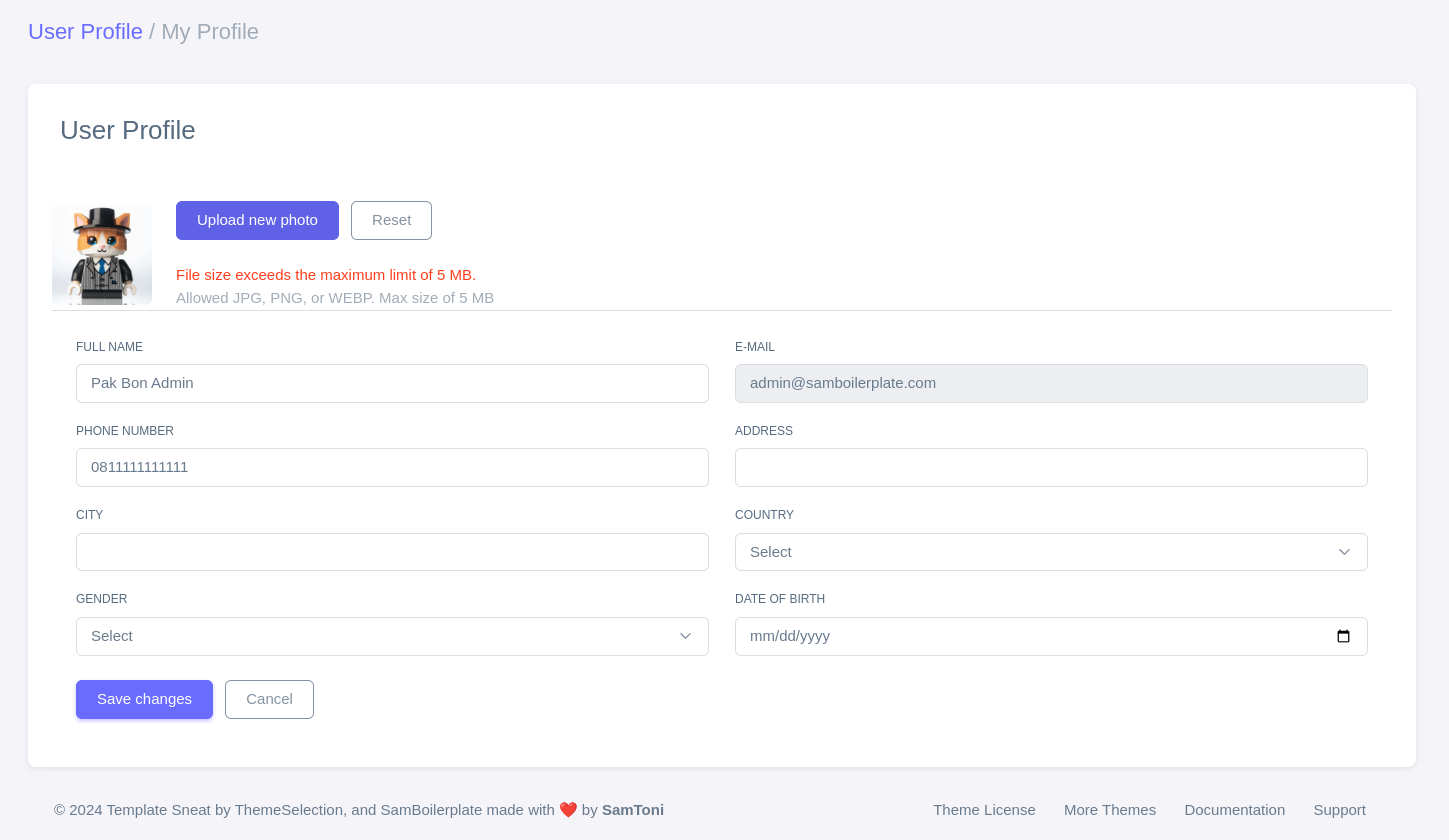 User Profile / My Profile
User Profile
Upload new photo
Reset
File size exceeds the maximum limit of 5 MB.
Allowed JPG, PNG, or WEBP. Max size of 5 MB
FULL NAME
Pak Bon Admin
E-MAIL
admin@samboilerplate.com
PHONE NUMBER
0811111111111
ADDRESS
CITY
COUNTRY
Select
GENDER
Select
DATE OF BIRTH
mm/dd/yyyy
Save changes
Cancel
© 2024 Template Sneat by ThemeSelection, and SamBoilerplate made with ❤️ by SamToni
Theme License
More Themes
Documentation
Support